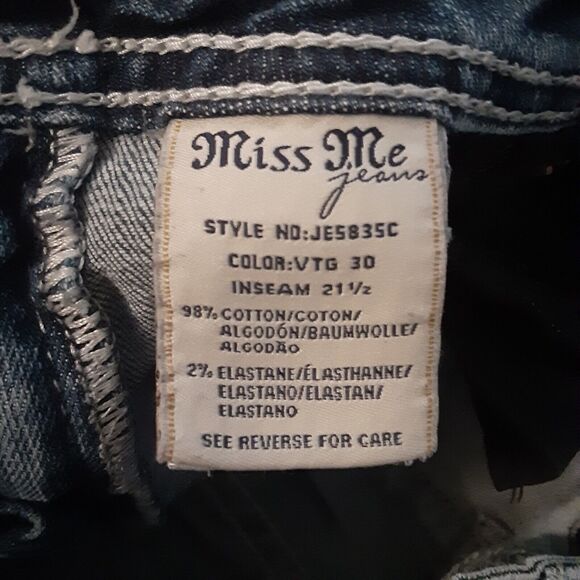 Miss Me
jeans
STYLE NO:JE5835C
COLOR:VTG 30
INSEAM 21 1/2
98% COTTON/COTON/
ALGODÓN/BAUMWOLLE/
ALGODÃO
2% ELASTANE/ÉLASTHANNE/
ELASTANO/ELASTAN/
ELASTANO
SEE REVERSE FOR CARE